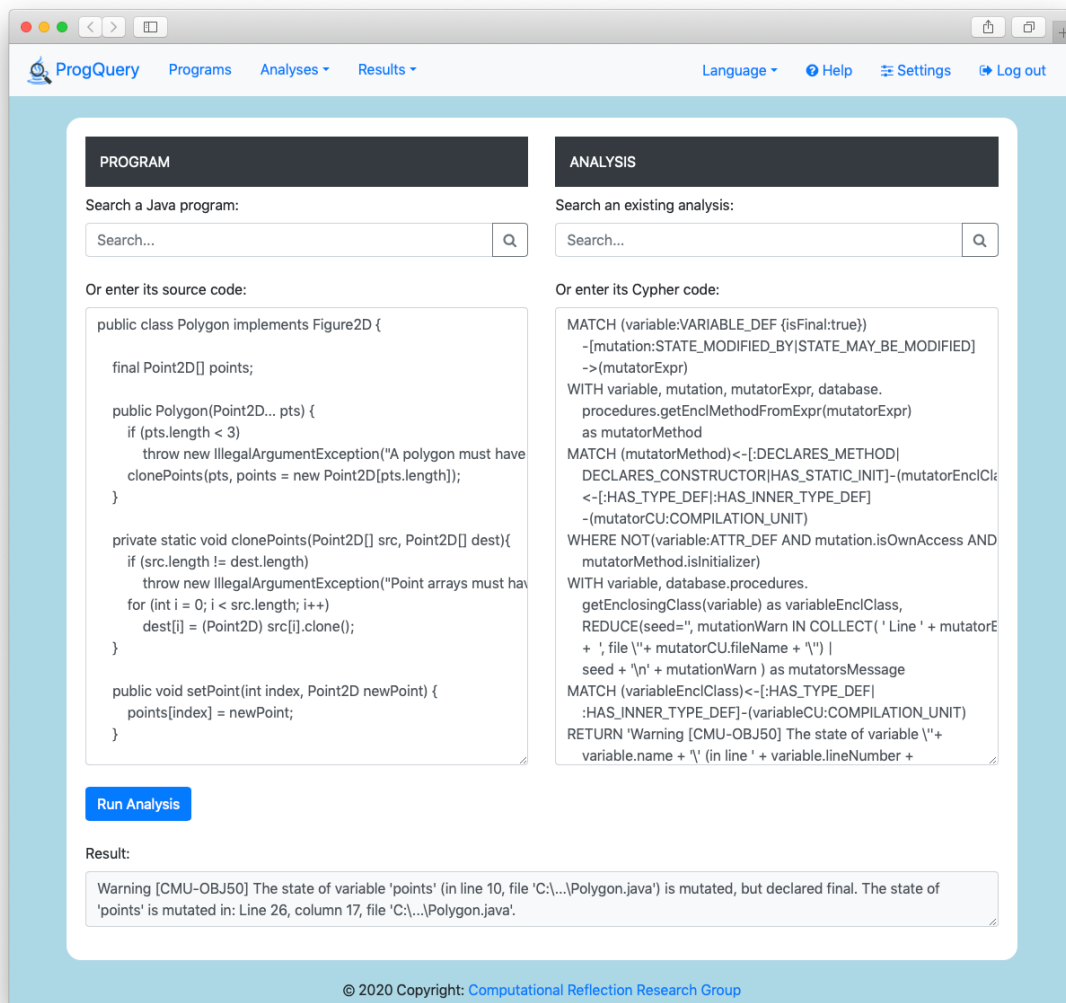 ProgQuery Programs Analyses Results Language Help Settings Log out
PROGRAM
Search a Java program:
Search...
Or enter its source code:
public class Polygon implements Figure2D {
final Point2D[] points;
public Polygon(Point2D... pts) {
if (pts.length < 3)
throw new IllegalArgumentException("A polygon must have
clonePoints(pts, points = new Point2D[pts.length]);
}
private static void clonePoints(Point2D[] src, Point2D[] dest){
if (src.length != dest.length)
throw new IllegalArgumentException("Point arrays must hav
for (int i = 0; i < src.length; i++)
dest[i] = (Point2D) src[i].clone();
}
public void setPoint(int index, Point2D newPoint) {
points[index] = newPoint;
}
ANALYSIS
Search an existing analysis:
Search...
Or enter its Cypher code:
MATCH (variable:VARIABLE_DEF {isFinal:true})
-[mutation:STATE_MODIFIED_BY|STATE_MAY_BE_MODIFIED]
->(mutatorExpr)
WITH variable, mutation, mutatorExpr, database.
procedures.getEnclMethodFromExpr(mutatorExpr)
as mutatorMethod
MATCH (mutatorMethod)<-[:DECLARES_METHOD|
DECLARES_CONSTRUCTOR|HAS_STATIC_INIT]-(mutatorEnclCla
<-[:HAS_TYPE_DEF|:HAS_INNER_TYPE_DEF]
-(mutatorCU:COMPILATION_UNIT)
WHERE NOT(variable:ATTR_DEF AND mutation.isOwnAccess AND
mutatorMethod.isInitializer)
WITH variable, database.procedures.
getEnclosingClass(variable) as variableEnclClass,
REDUCE(seed='', mutationWarn IN COLLECT( ' Line ' + mutatorE
+ ', file \"+ mutatorCU.fileName + '\") |
seed + '\n' + mutationWarn ) as mutatorsMessage
MATCH (variableEnclClass)<-[:HAS_TYPE_DEF|
:HAS_INNER_TYPE_DEF]-(variableCU:COMPILATION_UNIT)
RETURN 'Warning [CMU-OBJ50] The state of variable \"+
variable.name + '\' (in line ' + variable.lineNumber +
Run Analysis
Result:
Warning [CMU-OBJ50] The state of variable 'points' (in line 10, file 'C:\...\Polygon.java') is mutated, but declared final. The state of
'points' is mutated in: Line 26, column 17, file 'C:\...\Polygon.java'.
© 2020 Copyright: Computational Reflection Research Group